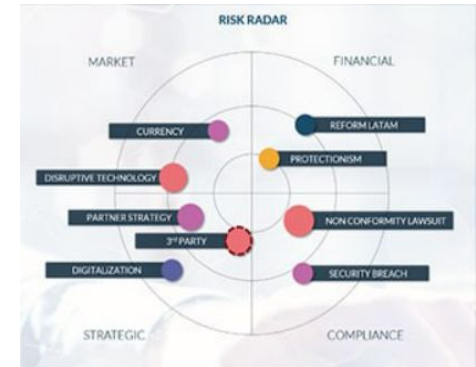 RISK RADAR
MARKET
FINANCIAL
CURRENCY
REFORM LATAM
PROTECTIONISM
DISRUPTIVE TECHNOLOGY
PARTNER STRATEGY
NON CONFORMITY LAWSUIT
3rd PARTY
DIGITALIZATION
SECURITY BREACH
STRATEGIC
COMPLIANCE